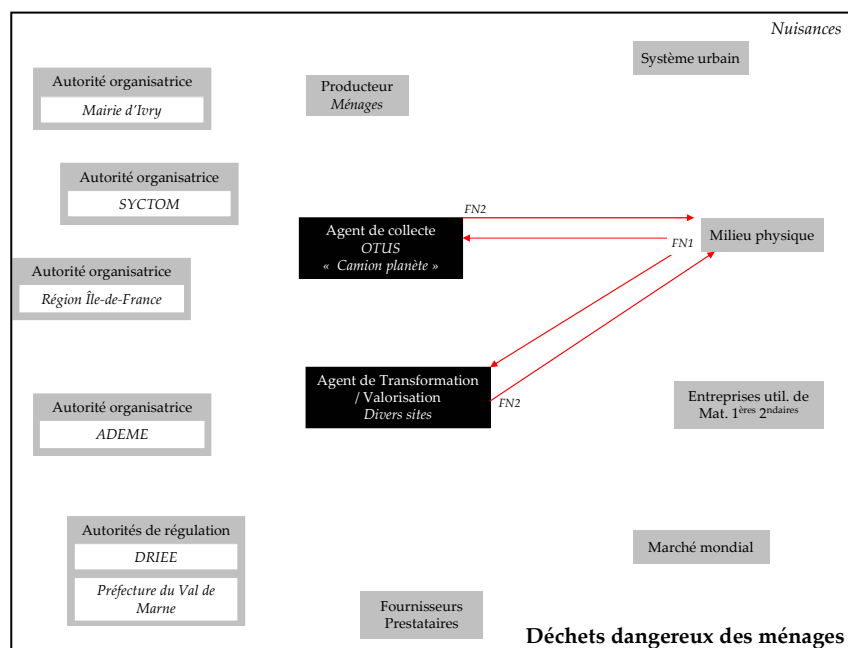 Nuisances
Système urbain
Autorité organisatrice
Mairie d'Ivry
Producteur
Ménages
Autorité organisatrice
SYCTOM
FN2
Agent de collecte
OTUS
« Camion planète »
Milieu physique
FN1
Autorité organisatrice
Région Île-de-France
Agent de Transformation
/ Valorisation
Divers sites
FN2
Entreprises util. de
Mat. 1ères 2ndaires
Autorité organisatrice
ADEME
Autorités de régulation
DRIEE
Préfecture du Val de
Marne
Marché mondial
Fournisseurs
Prestataires
Déchets dangereux des ménages